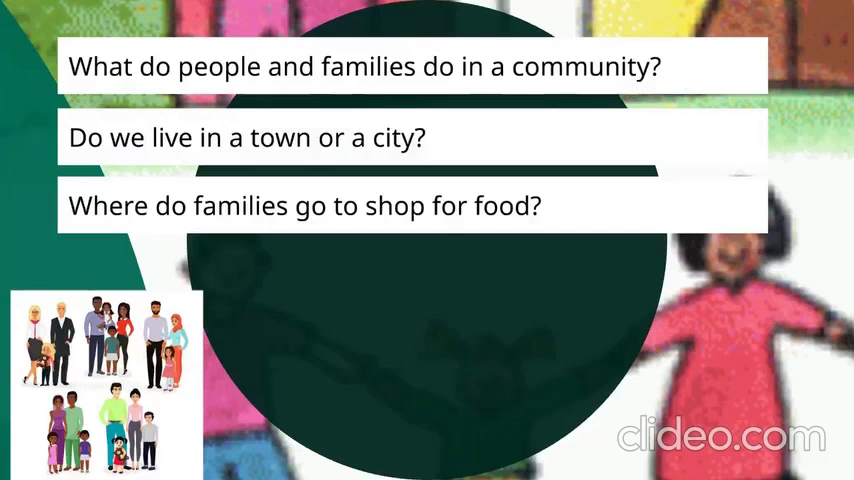 What do people and families do in a community?
Do we live in a town or a city?
Where do families go to shop for food?
clideo.com